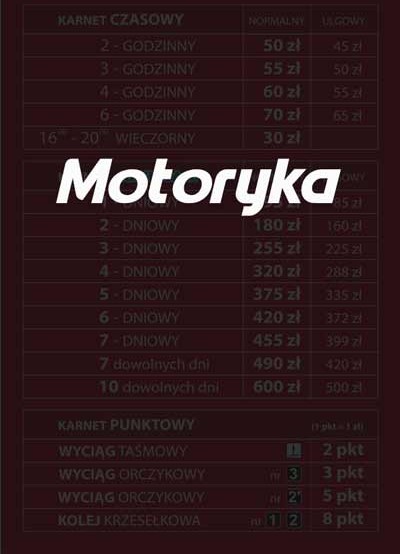 KARNET CZASOWY NORMALNY ULGOWY
2 - GODZINNY 50 zł 45 zł
3 - GODZINNY 55 zł 50 zł
4 - GODZINNY 60 zł 55 zł
6 - GODZINNY 70 zł 65 zł
16⁰⁰ - 20⁰⁰ WIECZORNY 30 zł
Motoryka
- DNIOWY 85 zł
2 - DNIOWY 180 zł 160 zł
3 - DNIOWY 255 zł 225 zł
4 - DNIOWY 320 zł 288 zł
5 - DNIOWY 375 zł 335 zł
6 - DNIOWY 420 zł 372 zł
7 - DNIOWY 455 zł 399 zł
7 dowolnych dni 490 zł 420 zł
10 dowolnych dni 600 zł 500 zł
KARNET PUNKTOWY (1 pkt = 1 zł)
WYCIĄG TAŚMOWY 1 2 pkt
WYCIĄG ORCZYKOWY nr 3 3 pkt
WYCIĄG ORCZYKOWY nr 2' 5 pkt
KOLEJ KRZESEŁKOWA nr 1 2 8 pkt